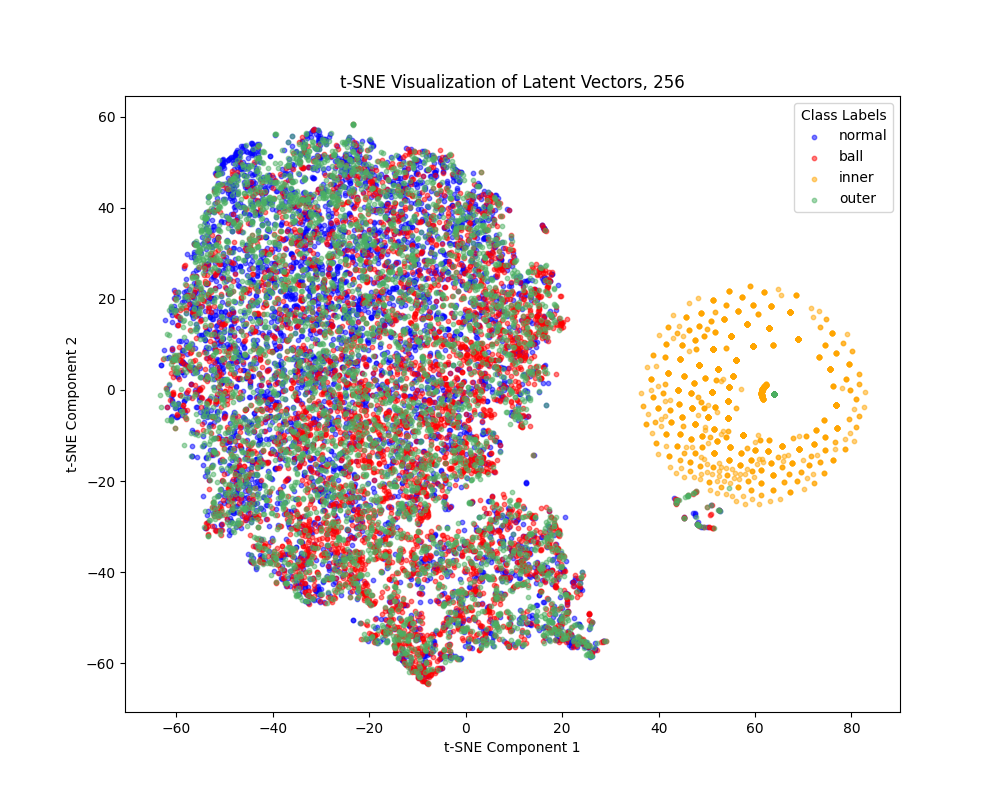 t-SNE Visualization of Latent Vectors, 256
Class Labels
normal
ball
inner
outer
60
40
20
0
−20
−40
−60
t-SNE Component 2
−60
−40
−20
0
20
40
60
80
t-SNE Component 1